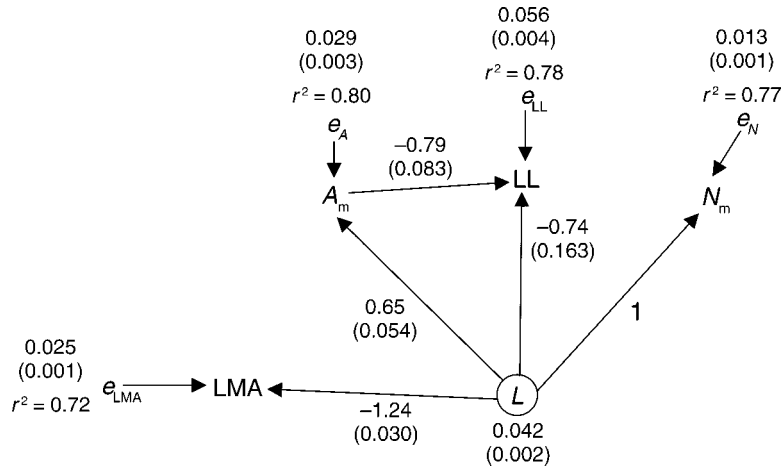 0.029
(0.003)
r² = 0.80
e_A
0.056
(0.004)
r² = 0.78
e_LL
0.013
(0.001)
r² = 0.77
e_N
–0.79
(0.083)
A_m
LL
N_m
–0.74
(0.163)
0.65
(0.054)
1
0.025
(0.001)
r² = 0.72
e_LMA
LMA
–1.24
(0.030)
L
0.042
(0.002)